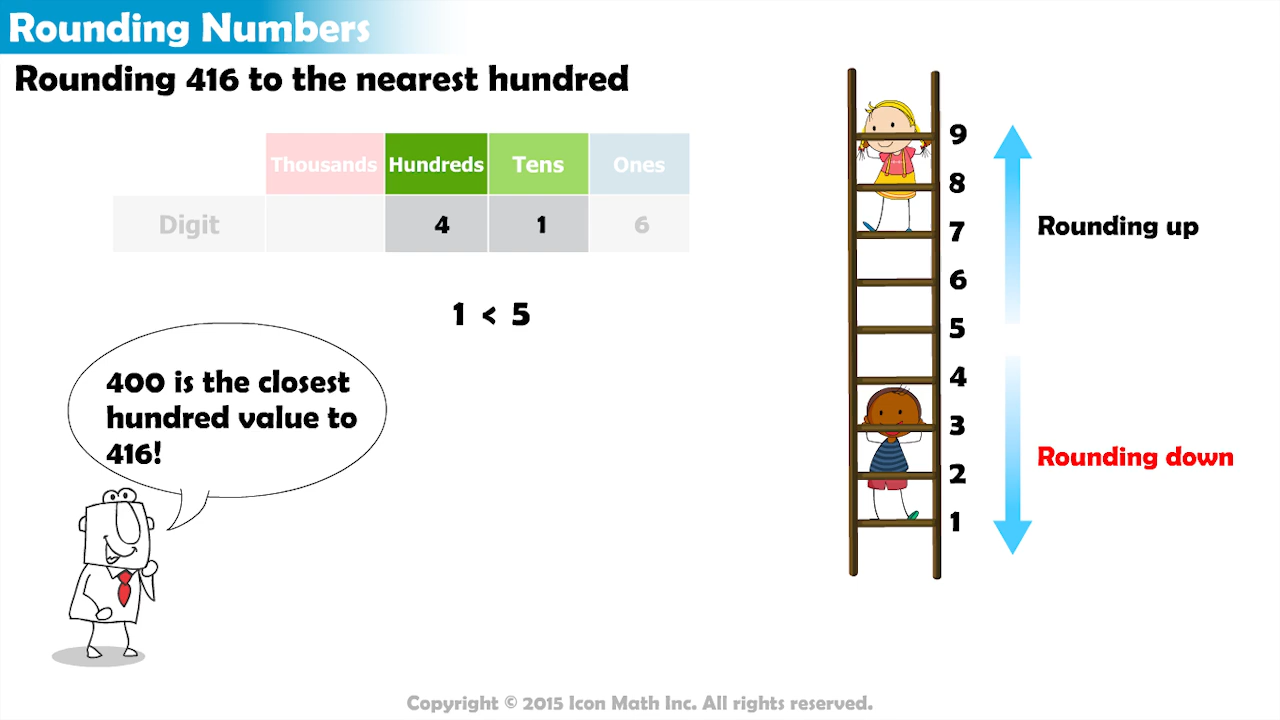 Rounding Numbers
Rounding 416 to the nearest hundred
Thousands Hundreds Tens Ones
Digit 4 1 6
1 < 5
400 is the closest
hundred value to
416!
9
8
7
6
5
4
3
2
1
Rounding up
Rounding down
Copyright © 2015 Icon Math Inc. All rights reserved.